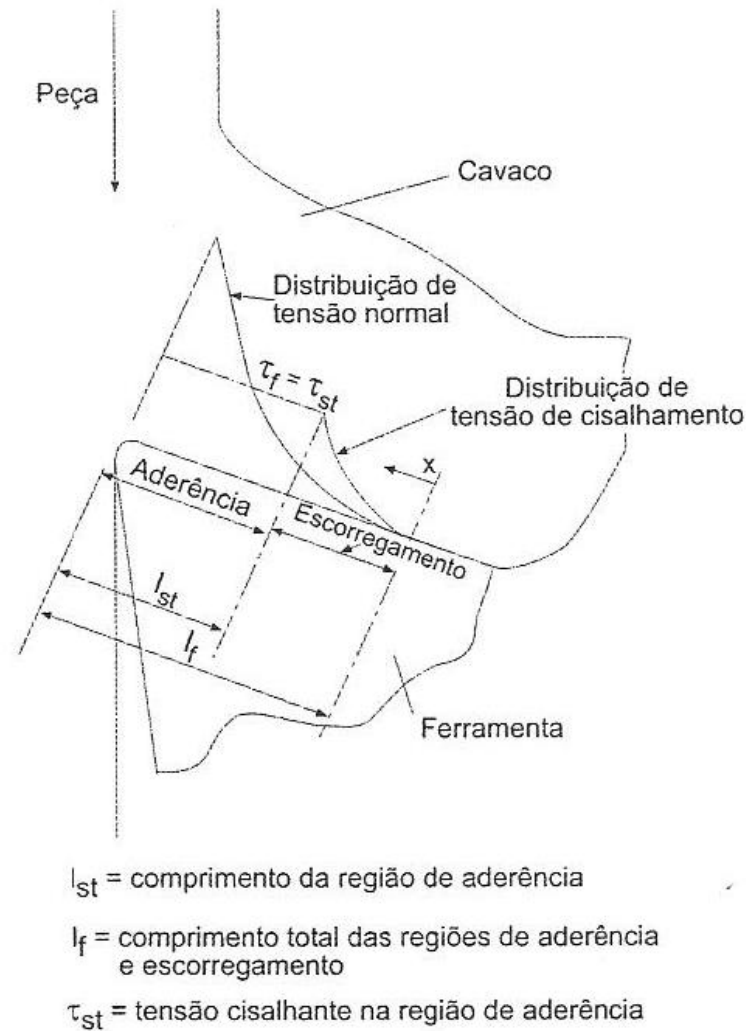 Peça
Cavaco
Distribuição de
tensão normal
τf = τst
Distribuição de
tensão de cisalhamento
x
Aderência
Escorregamento
lst
lf
Ferramenta
lst = comprimento da região de aderência
lf = comprimento total das regiões de aderência
e escorregamento
τst = tensão cisalhante na região de aderência